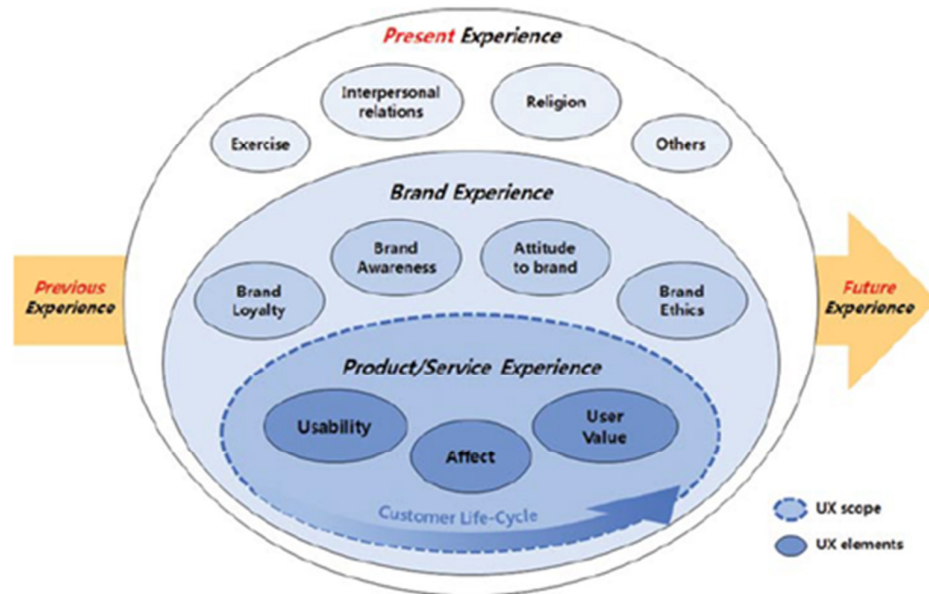 Present Experience
Interpersonal
relations
Religion
Exercise
Others
Brand Experience
Brand
Awareness
Attitude
to brand
Previous
Experience
Brand
Loyalty
Brand
Ethics
Future
Experience
Product/Service Experience
Usability
User
Value
Affect
Customer Life-Cycle
UX scope
UX elements